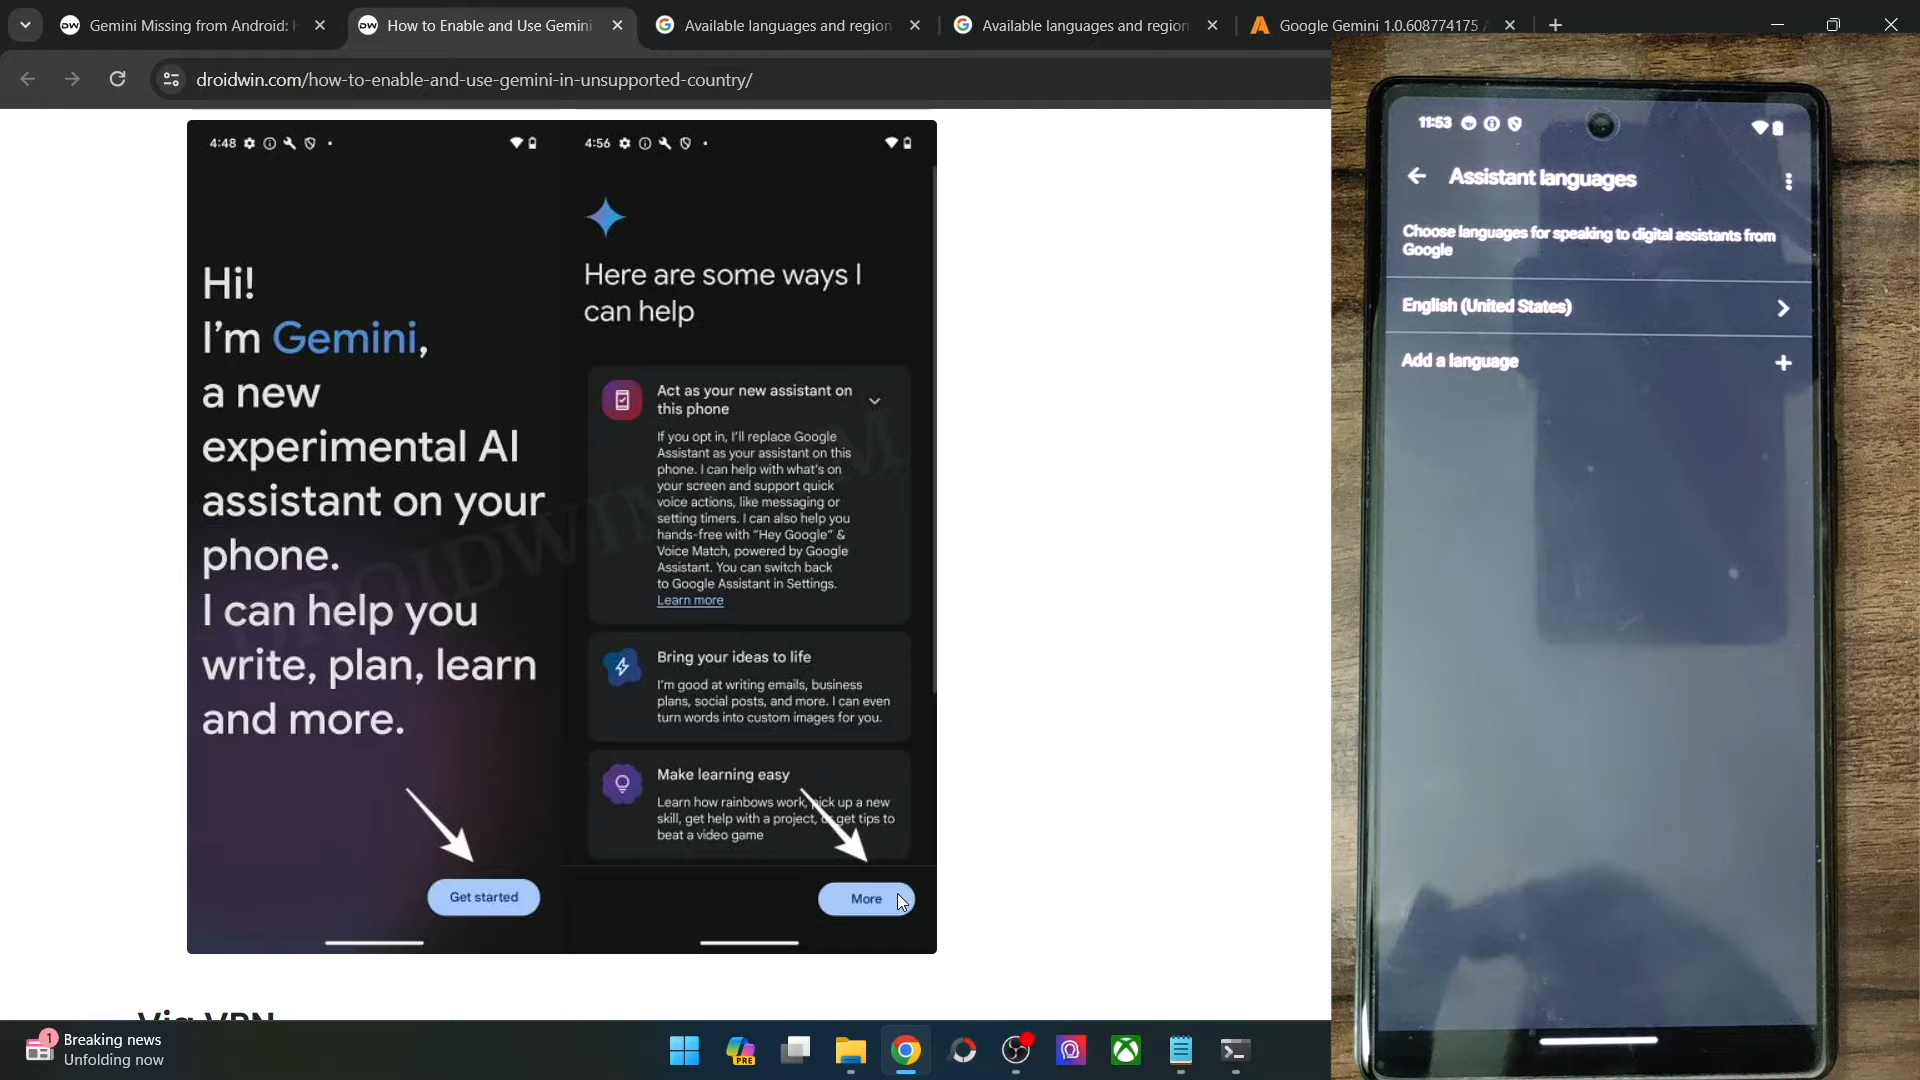 Gemini Missing from Android: H
How to Enable and Use Gemini
Available languages and region
Available languages and region
Google Gemini 1.0.608774175
droidwin.com/how-to-enable-and-use-gemini-in-unsupported-country/
4:48
Hi!
I'm Gemini,
a new
experimental AI
assistant on your
phone.
I can help you
write, plan, learn
and more.
Get started
4:56
Here are some ways I
can help
Act as your new assistant on
this phone
If you opt in, I'll replace Google
Assistant as your assistant on this
phone. I can help with what's on
your screen and support quick
voice actions, like messaging or
setting timers. I can also help you
hands-free with "Hey Google" &
Voice Match, powered by Google
Assistant. You can switch back
to Google Assistant in Settings.
Learn more
Bring your ideas to life
I'm good at writing emails, business
plans, social posts, and more. I can even
turn words into custom images for you.
Make learning easy
Learn how rainbows work, pick up a new
skill, get help with a project, or get tips to
beat a video game
More
DROIDWIN
Via VPN
11:53
Assistant languages
Choose languages for speaking to digital assistants from
Google
English (United States)
Add a language
1
Breaking news
Unfolding now
PRE